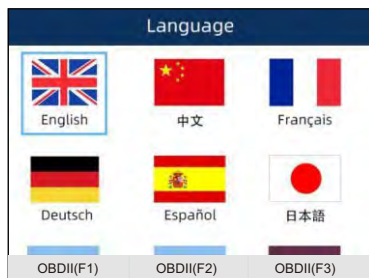 Language
English 中文 Français
Deutsch Español 日本語
OBDII(F1) OBDII(F2) OBDII(F3)